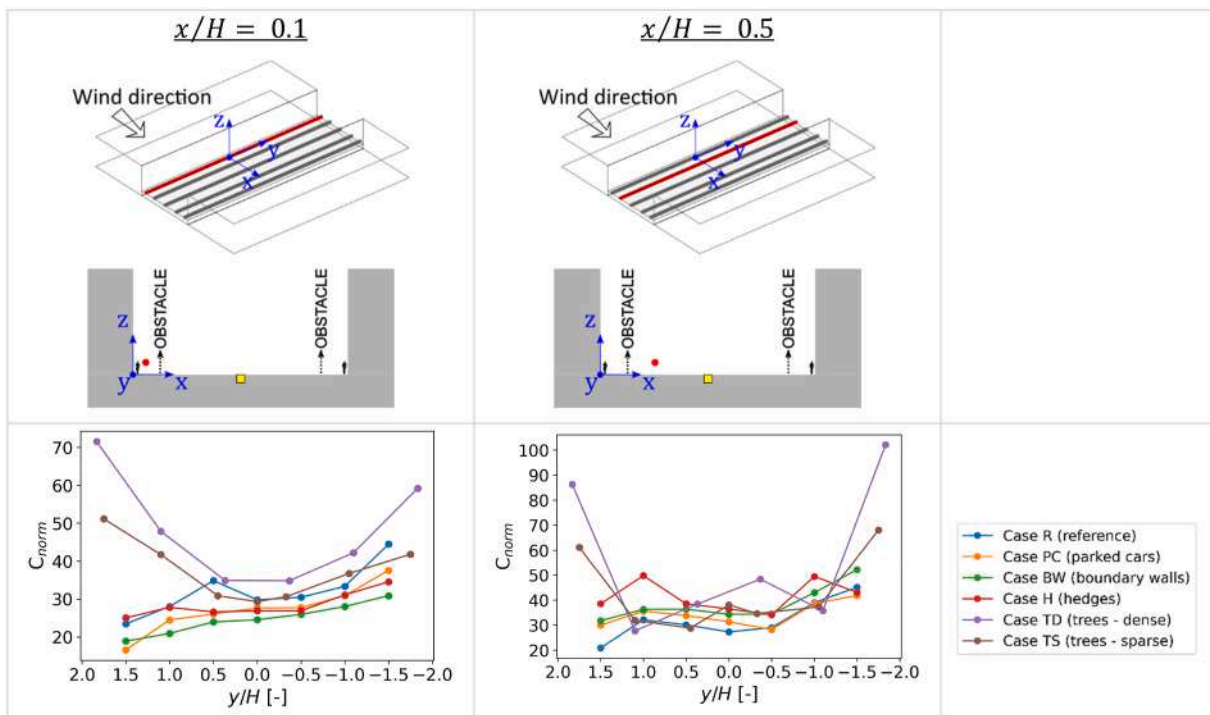 x/H = 0.1
x/H = 0.5
Wind direction
z
y
x
Wind direction
z
y
x
OBSTACLE
OBSTACLE
z
y
x
OBSTACLE
OBSTACLE
z
y
x
70
60
50
40
30
20
C_norm
2.0 1.5 1.0 0.5 0.0 −0.5 −1.0 −1.5 −2.0
y/H [-]
100
90
80
70
60
50
40
30
20
C_norm
2.0 1.5 1.0 0.5 0.0 −0.5 −1.0 −1.5 −2.0
y/H [-]
Case R (reference)
Case PC (parked cars)
Case BW (boundary walls)
Case H (hedges)
Case TD (trees - dense)
Case TS (trees - sparse)